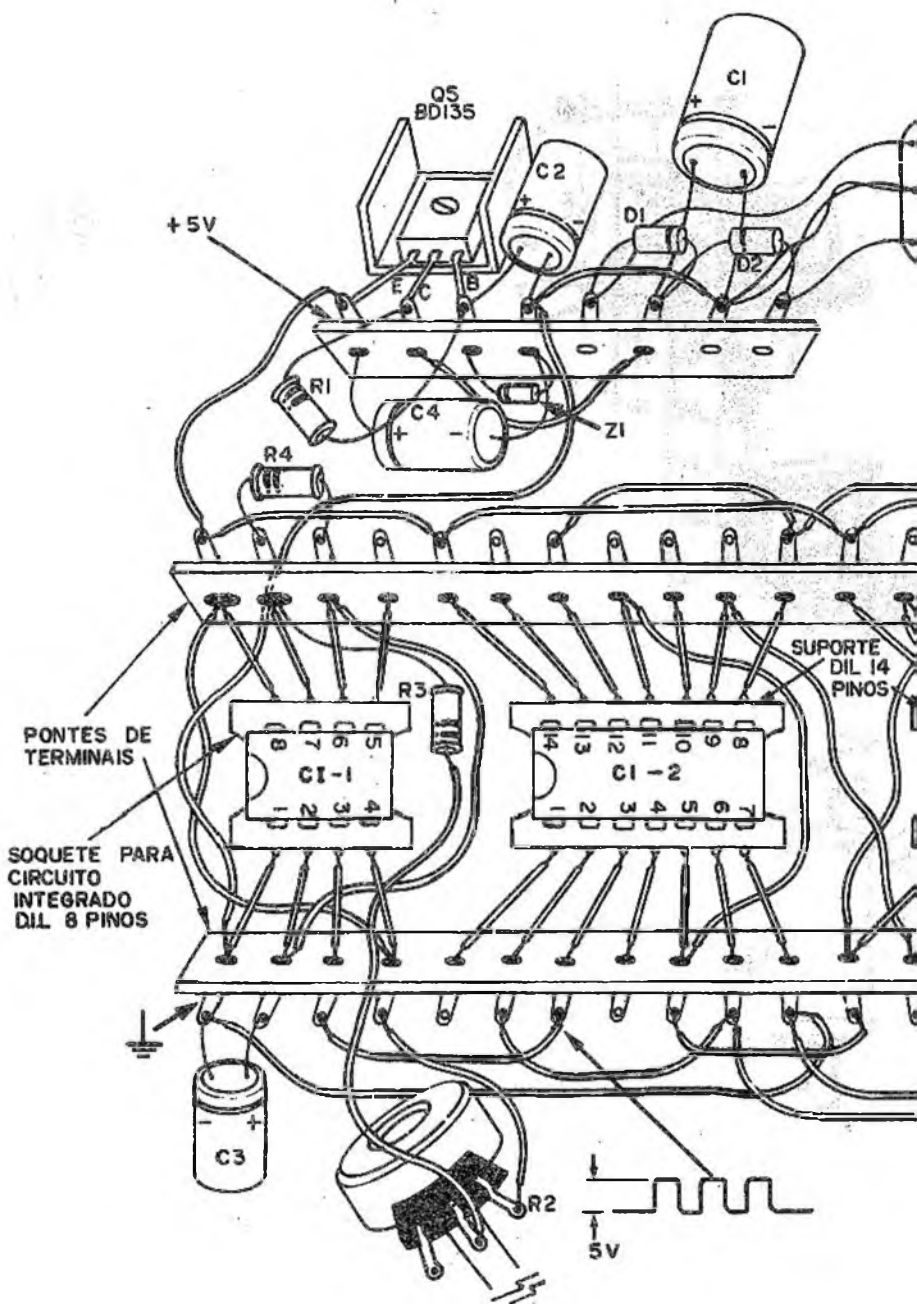 C1
+
-
Q5
BD135
C2
+
-
+5V
D1
D2
E
C
B
R1
C4
+
-
Z1
R4
SUPORTE
DIL 14
PINOS
R3
PONTES DE
TERMINAIS
8 7 6 5
CI-1
1 2 3 4
14 13 12 11 10 9 8
CI-2
1 2 3 4 5 6 7
SOQUETE PARA
CIRCUITO
INTEGRADO
DIL 8 PINOS
- +
C3
R2
5V